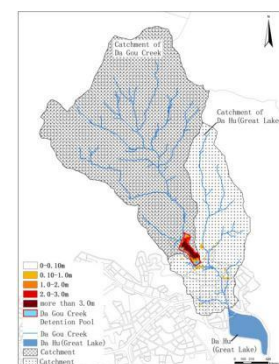 Catchment of
Da Gou Creek
Catchment of
Da Hu(Great Lake)
0-0.10m
0.10-1.0m
1.0-2.0m
2.0-3.0m
more than 3.0m
Da Gou Creek
Detention Pool
Da Gou Creek
Da Hu(Great Lake)
Catchment
Catchment
Da Hu
(Great Lake)